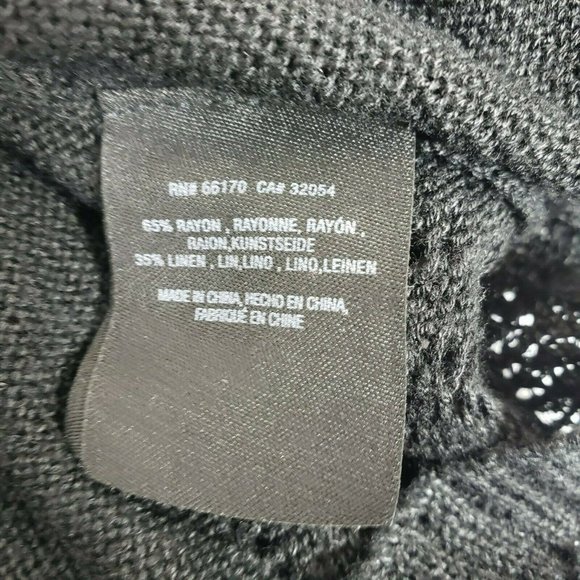 RN# 66170 CA# 32054
65% RAYON , RAYONNE, RAYÓN ,
RAION,KUNSTSEIDE
35% LINEN , LIN,LINO , LINO,LEINEN
MADE IN CHINA, HECHO EN CHINA,
FABRIQUÉ EN CHINE